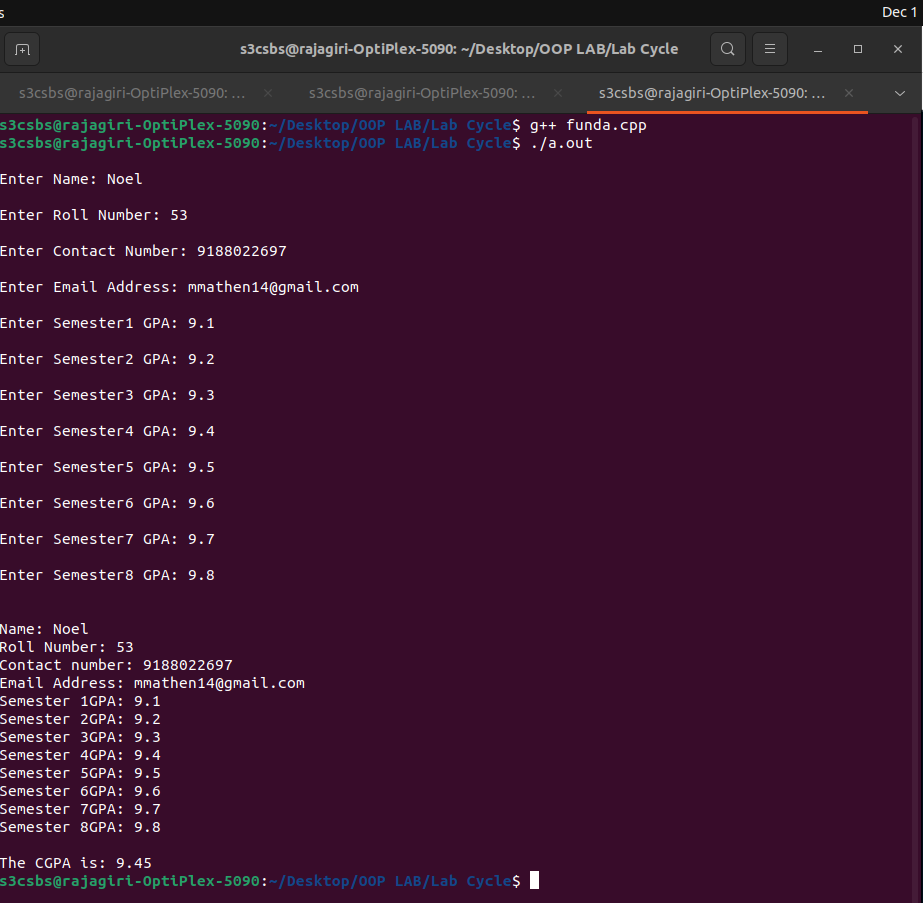 s
Dec 1
s3csbs@rajagiri-OptiPlex-5090: ~/Desktop/OOP LAB/Lab Cycle
s3csbs@rajagiri-OptiPlex-5090: ...
s3csbs@rajagiri-OptiPlex-5090: ...
s3csbs@rajagiri-OptiPlex-5090: ...
s3csbs@rajagiri-OptiPlex-5090:~/Desktop/OOP LAB/Lab Cycle$ g++ funda.cpp
s3csbs@rajagiri-OptiPlex-5090:~/Desktop/OOP LAB/Lab Cycle$ ./a.out
Enter Name: Noel
Enter Roll Number: 53
Enter Contact Number: 9188022697
Enter Email Address: mmathen14@gmail.com
Enter Semester1 GPA: 9.1
Enter Semester2 GPA: 9.2
Enter Semester3 GPA: 9.3
Enter Semester4 GPA: 9.4
Enter Semester5 GPA: 9.5
Enter Semester6 GPA: 9.6
Enter Semester7 GPA: 9.7
Enter Semester8 GPA: 9.8
Name: Noel
Roll Number: 53
Contact number: 9188022697
Email Address: mmathen14@gmail.com
Semester 1GPA: 9.1
Semester 2GPA: 9.2
Semester 3GPA: 9.3
Semester 4GPA: 9.4
Semester 5GPA: 9.5
Semester 6GPA: 9.6
Semester 7GPA: 9.7
Semester 8GPA: 9.8
The CGPA is: 9.45
s3csbs@rajagiri-OptiPlex-5090:~/Desktop/OOP LAB/Lab Cycle$